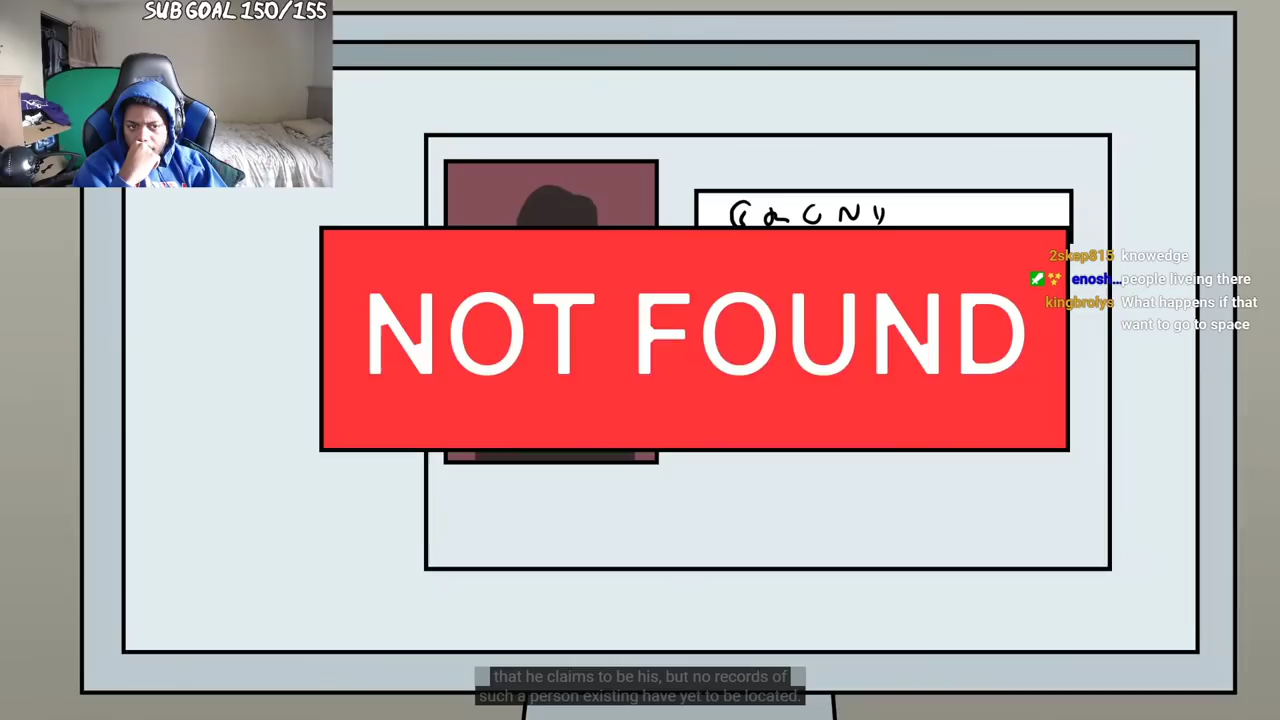 SUB GOAL 150/155
NOT FOUND
2skep815 knowedge
enosh... people liveing there
kingbrolys What happens if that
want to go to space
that he claims to be his, but no records of
such a person existing have yet to be located.